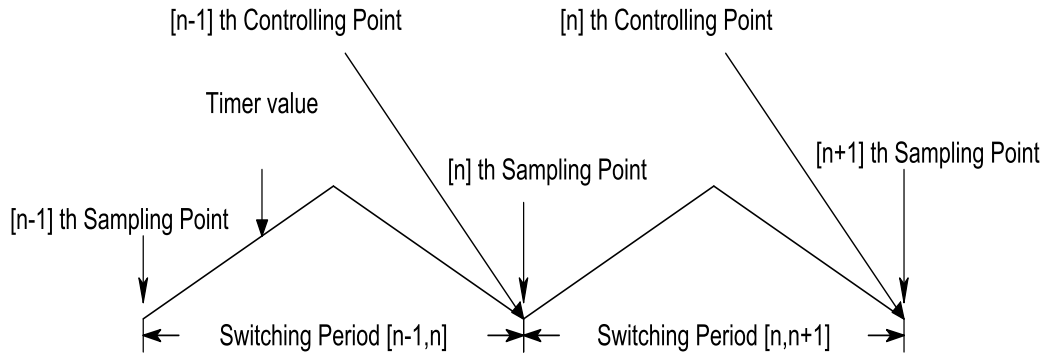 [n-1] th Controlling Point
[n] th Controlling Point
Timer value
[n+1] th Sampling Point
[n] th Sampling Point
[n-1] th Sampling Point
Switching Period [n-1,n]
Switching Period [n,n+1]